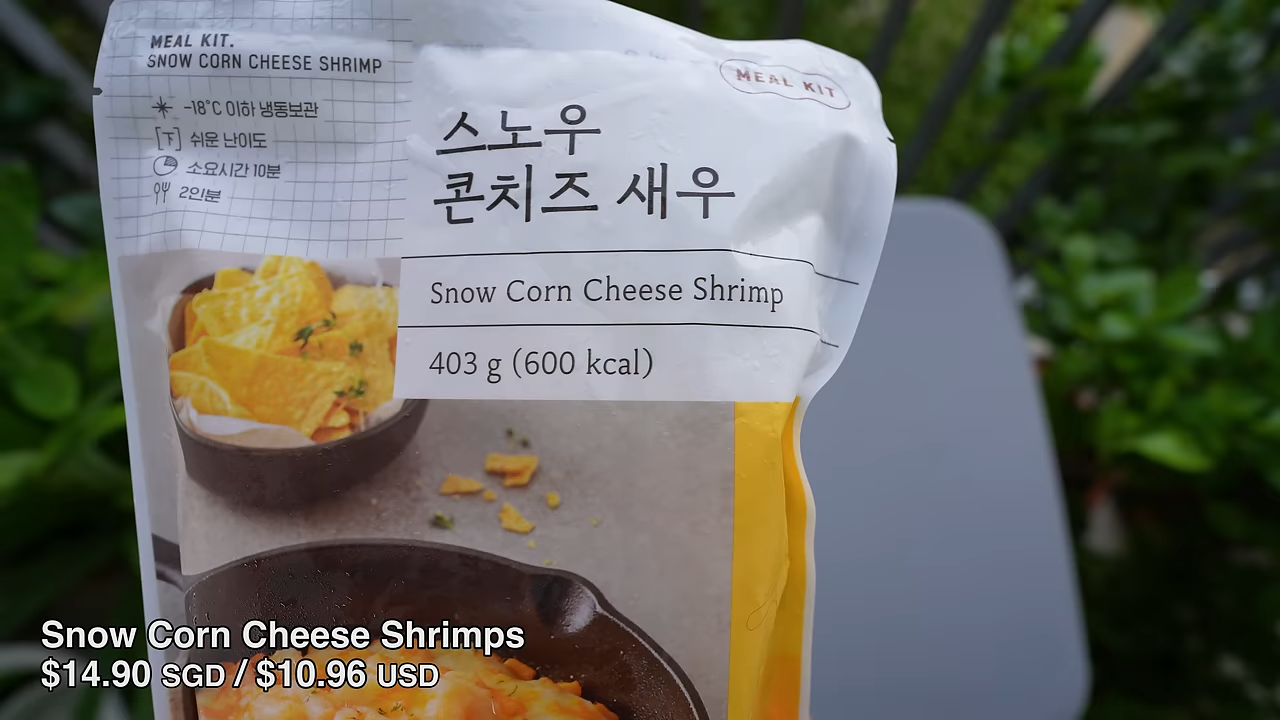 MEAL KIT.
SNOW CORN CHEESE SHRIMP
-18°C 이하 냉동보관
쉬운 난이도
소요시간 10분
2인분
MEAL KIT
스노우
콘치즈 새우
Snow Corn Cheese Shrimp
403 g (600 kcal)
Snow Corn Cheese Shrimps
$14.90 SGD / $10.96 USD